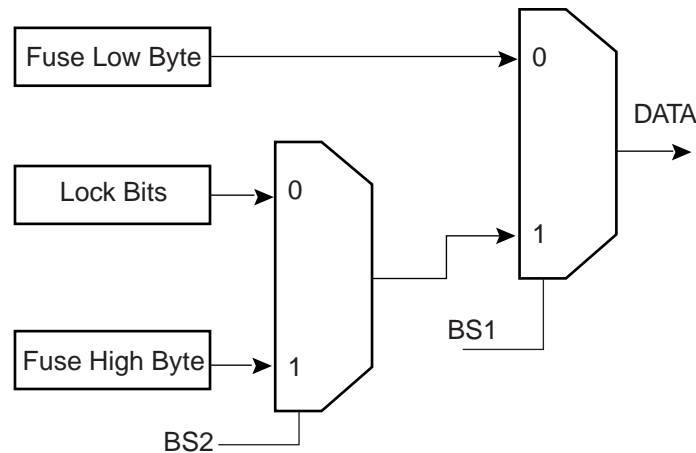 Fuse Low Byte
0
DATA
Lock Bits
0
1
BS1
Fuse High Byte
1
BS2